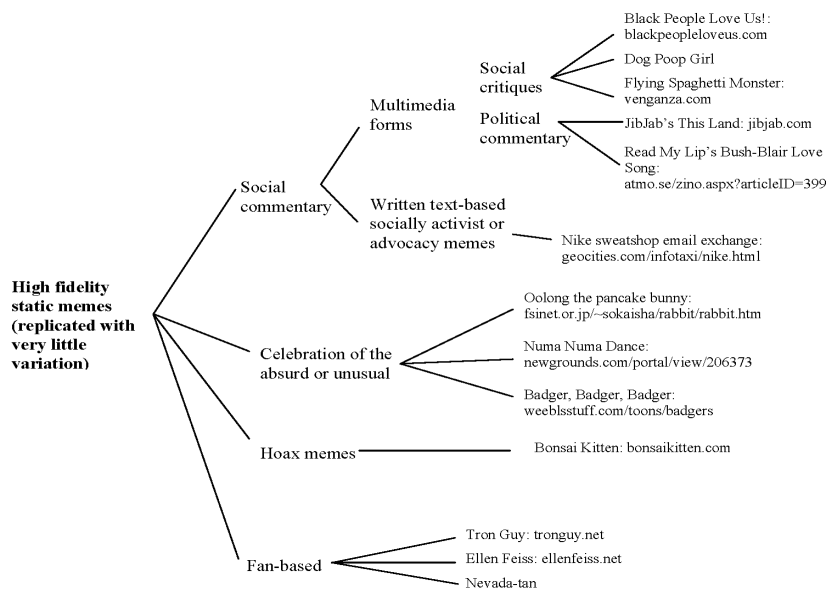 High fidelity
static memes
(replicated with
very little
variation)
Social
commentary
Multimedia
forms
Social
critiques
Black People Love Us!:
blackpeopleloveus.com
Dog Poop Girl
Flying Spaghetti Monster:
venganza.com
Political
commentary
JibJab's This Land: jibjab.com
Read My Lip's Bush-Blair Love
Song:
atmo.se/zino.aspx?articleID=399
Written text-based
socially activist or
advocacy memes
Nike sweatshop email exchange:
geocities.com/infotaxi/nike.html
Celebration of the
absurd or unusual
Oolong the pancake bunny:
fsinet.or.jp/~sokaisha/rabbit/rabbit.htm
Numa Numa Dance:
newgrounds.com/portal/view/206373
Badger, Badger, Badger:
weeblsstuff.com/toons/badgers
Hoax memes
Bonsai Kitten: bonsaikitten.com
Fan-based
Tron Guy: tronguy.net
Ellen Feiss: ellenfeiss.net
Nevada-tan